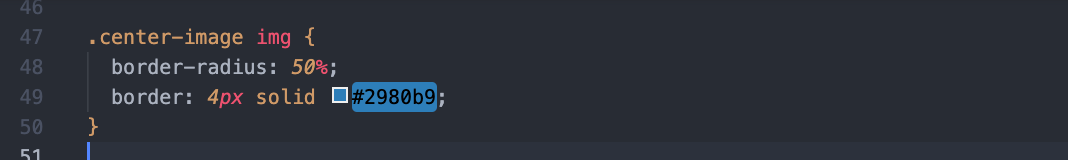 46
47 .center-image img {
48 border-radius: 50%;
49 border: 4px solid #2980b9;
50 }
51